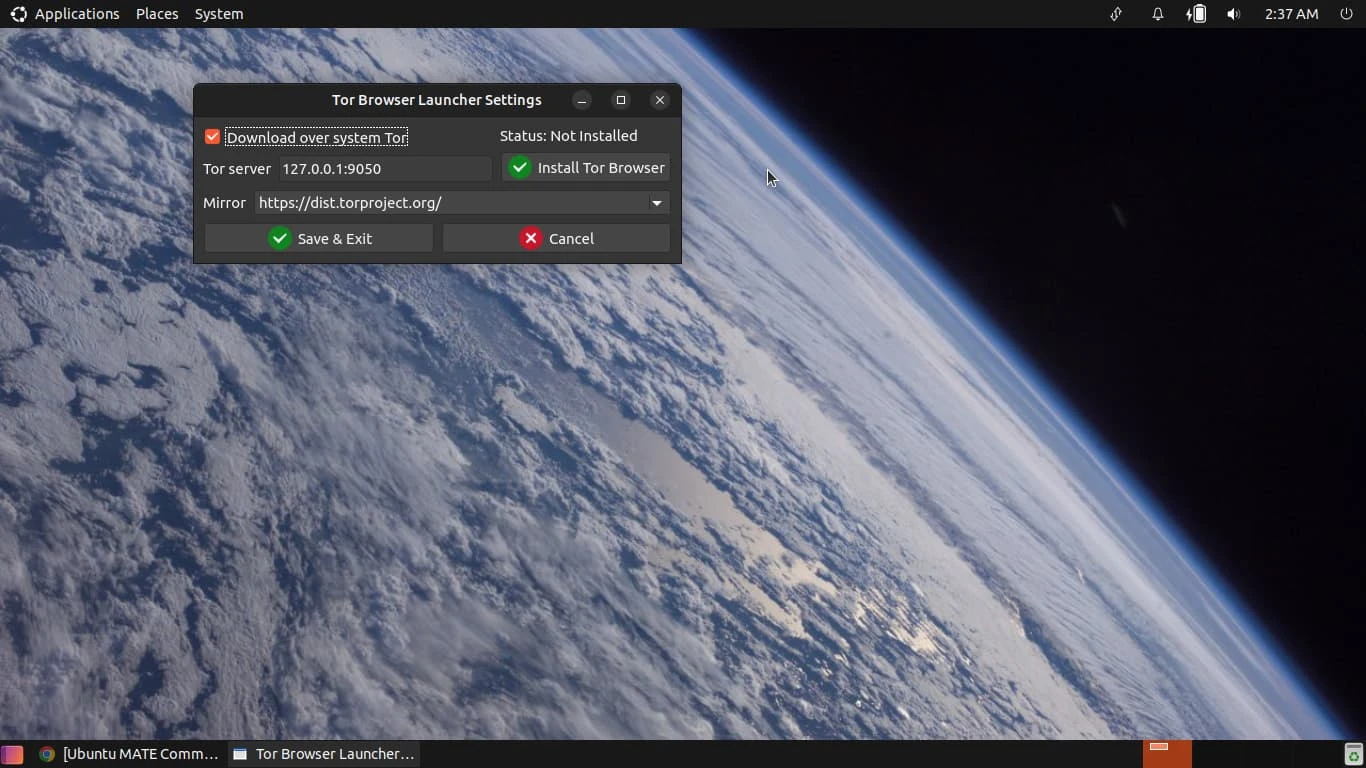 Applications Places System 2:37 AM
Tor Browser Launcher Settings
Download over system Tor Status: Not Installed
Tor server 127.0.0.1:9050 Install Tor Browser
Mirror https://dist.torproject.org/
Save & Exit Cancel
[Ubuntu MATE Comm... Tor Browser Launcher...